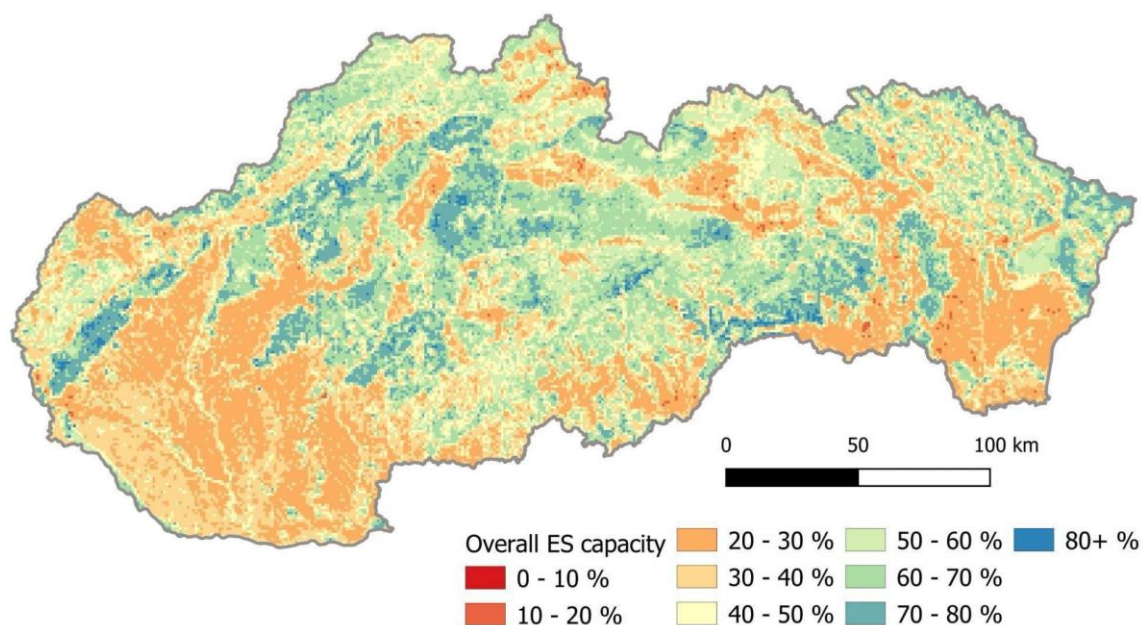 0 50 100 km
Overall ES capacity
0 - 10 %
10 - 20 %
20 - 30 %
30 - 40 %
40 - 50 %
50 - 60 %
60 - 70 %
70 - 80 %
80+ %